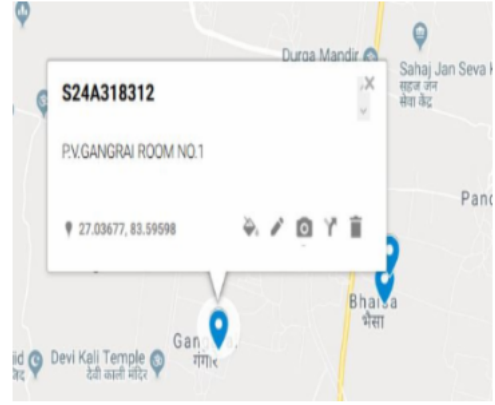 Durga Mandir
Sahaj Jan Seva K
सहज जन
सेवा केंद्र
S24A318312
P.V.GANGRAI ROOM NO.1
27.03677, 83.59598
Pand
Bhaisa
भैसा
Devi Kali Temple
देवी काली मंदिर